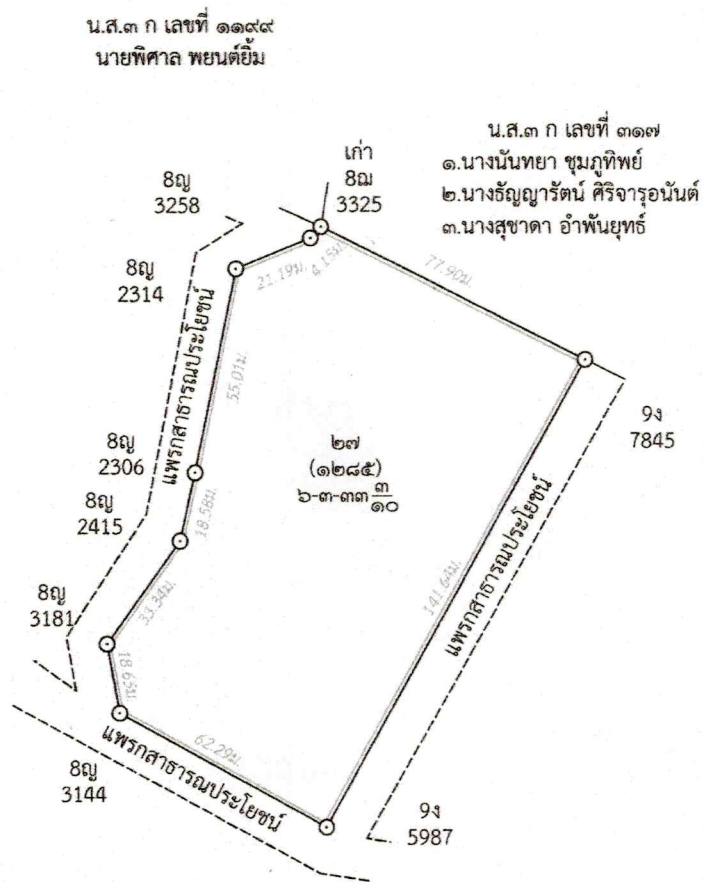 น.ส.๓ ก เลขที่ ๑๑๙๙
นายพิศาล พยนต์ยิ้ม
น.ส.๓ ก เลขที่ ๓๑๗
๑.นางนันทยา ชุมภูทิพย์
๒.นางธัญญารัตน์ ศิริจารุอนันต์
๓.นางสุชาดา อำพันยุทธ์
เก่า
8ฌ
3325
8ญ
3258
8ญ
2314
21.19ม.
4.15ม.
77.90ม.
แพรกสาธารณประโยชน์
55.01ม.
9ง
7845
8ญ
2306
๒๗
(๑๒๘๕)
๖-๓-๓๓ ๓/๑๐
8ญ
2415
18.58ม.
141.64ม.
แพรกสาธารณประโยชน์
8ญ
3181
33.34ม.
18.65ม.
62.29ม.
แพรกสาธารณประโยชน์
8ญ
3144
9ง
5987